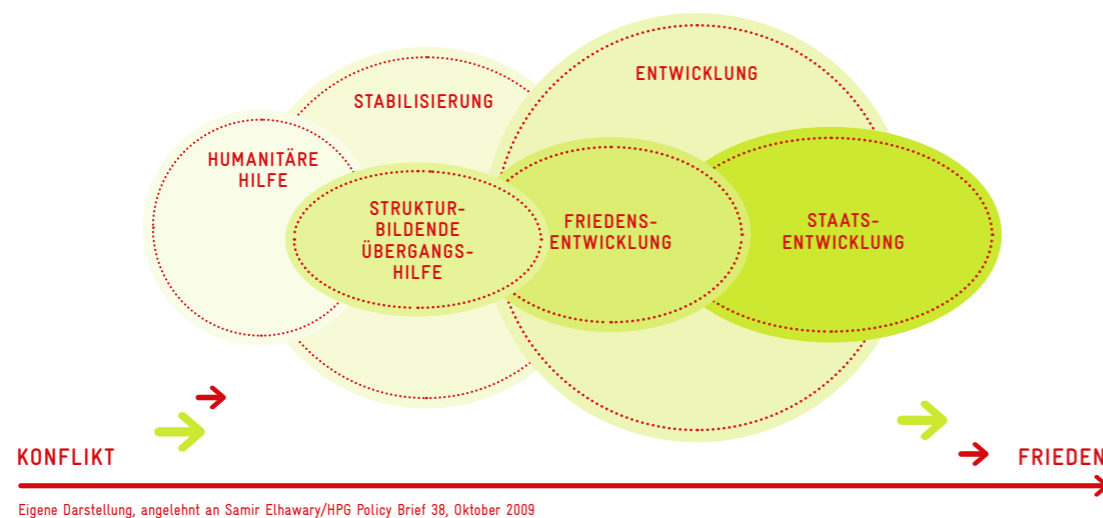 ENTWICKLUNG
STABILISIERUNG
HUMANITÄRE
HILFE
STRUKTUR-
BILDENDE
ÜBERGANGS-
HILFE
FRIEDENS-
ENTWICKLUNG
STAATS-
ENTWICKLUNG
KONFLIKT
FRIEDEN
Eigene Darstellung, angelehnt an Samir Elhawary/HPG Policy Brief 38, Oktober 2009